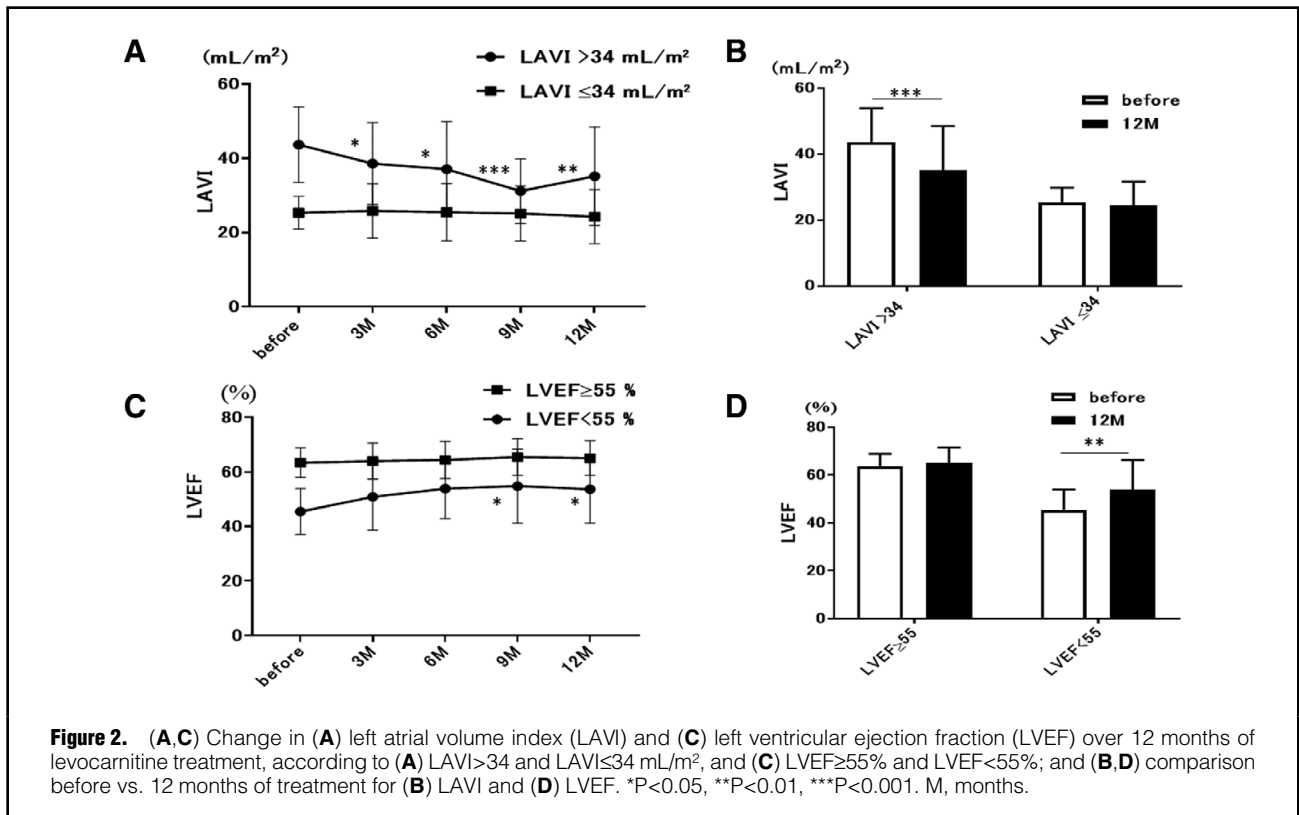 A
(mL/m²)
LAVI >34 mL/m²
LAVI ≤34 mL/m²
60
40
20
0
LAVI
*
*
***
**
before
3M
6M
9M
12M
B
(mL/m²)
before
12M
60
40
20
0
LAVI
***
LAVI >34
LAVI ≤34
C
(%)
LVEF≥55 %
LVEF<55 %
80
60
40
20
0
LVEF
*
*
before
3M
6M
9M
12M
D
(%)
before
12M
80
60
40
20
0
LVEF
**
LVEF≥55
LVEF<55
Figure 2. (A,C) Change in (A) left atrial volume index (LAVI) and (C) left ventricular ejection fraction (LVEF) over 12 months of
levocarnitine treatment, according to (A) LAVI>34 and LAVI≤34 mL/m², and (C) LVEF≥55% and LVEF<55%; and (B,D) comparison
before vs. 12 months of treatment for (B) LAVI and (D) LVEF. *P<0.05, **P<0.01, ***P<0.001. M, months.